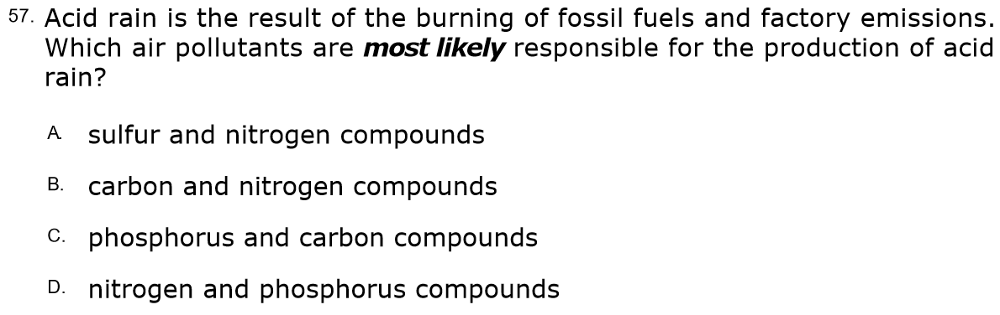 57. Acid rain is the result of the burning of fossil fuels and factory emissions.
Which air pollutants are most likely responsible for the production of acid
rain?
A. sulfur and nitrogen compounds
B. carbon and nitrogen compounds
C. phosphorus and carbon compounds
D. nitrogen and phosphorus compounds